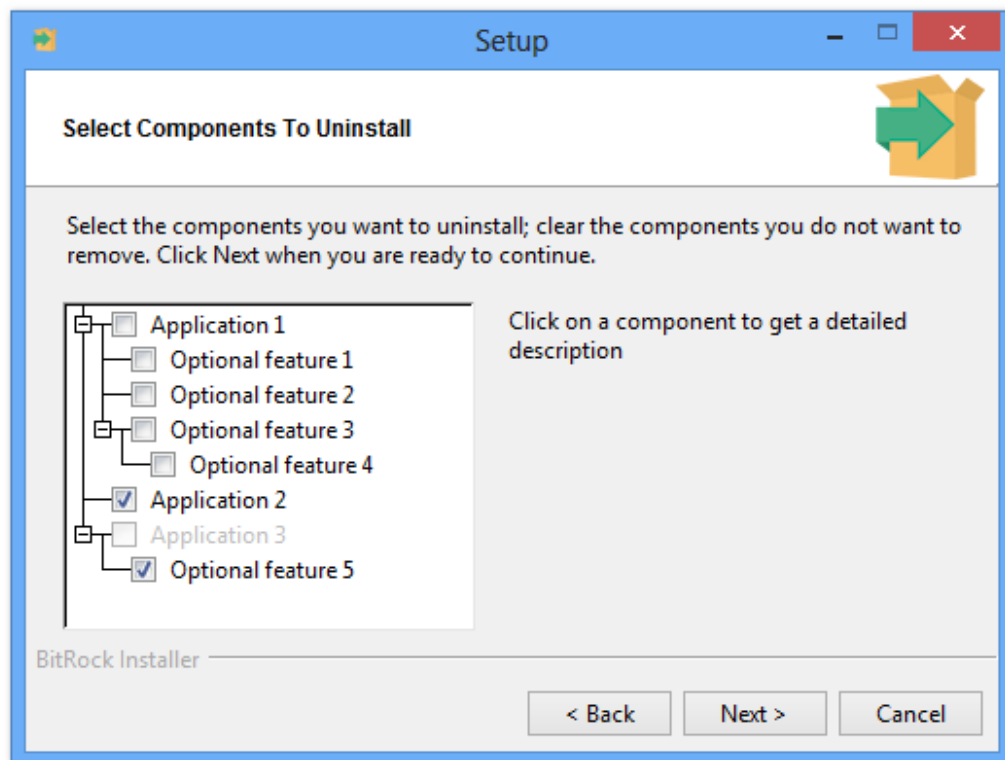 Setup
Select Components To Uninstall
Select the components you want to uninstall; clear the components you do not want to
remove. Click Next when you are ready to continue.
Application 1
Optional feature 1
Optional feature 2
Optional feature 3
Optional feature 4
Application 2
Application 3
Optional feature 5
Click on a component to get a detailed
description
BitRock Installer
< Back
Next >
Cancel